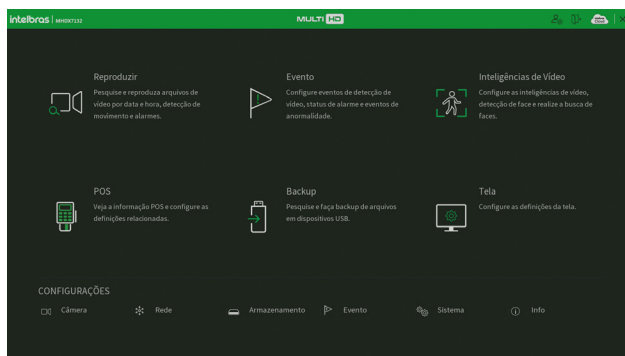 intelbras | MHDX7132
MULTI HD
Reproduzir
Pesquise e reproduza arquivos de
vídeo por data e hora, detecção de
movimento e alarmes.
Evento
Configure eventos de detecção de
vídeo, status de alarme e eventos de
anormalidade.
Inteligências de Vídeo
Configure as inteligências de vídeo,
detecção de face e realize a busca de
faces.
POS
Veja a informação POS e configure as
definições relacionadas.
Backup
Pesquise e faça backup de arquivos
em dispositivos USB.
Tela
Configure as definições da tela.
CONFIGURAÇÕES
Câmera
Rede
Armazenamento
Evento
Sistema
Info